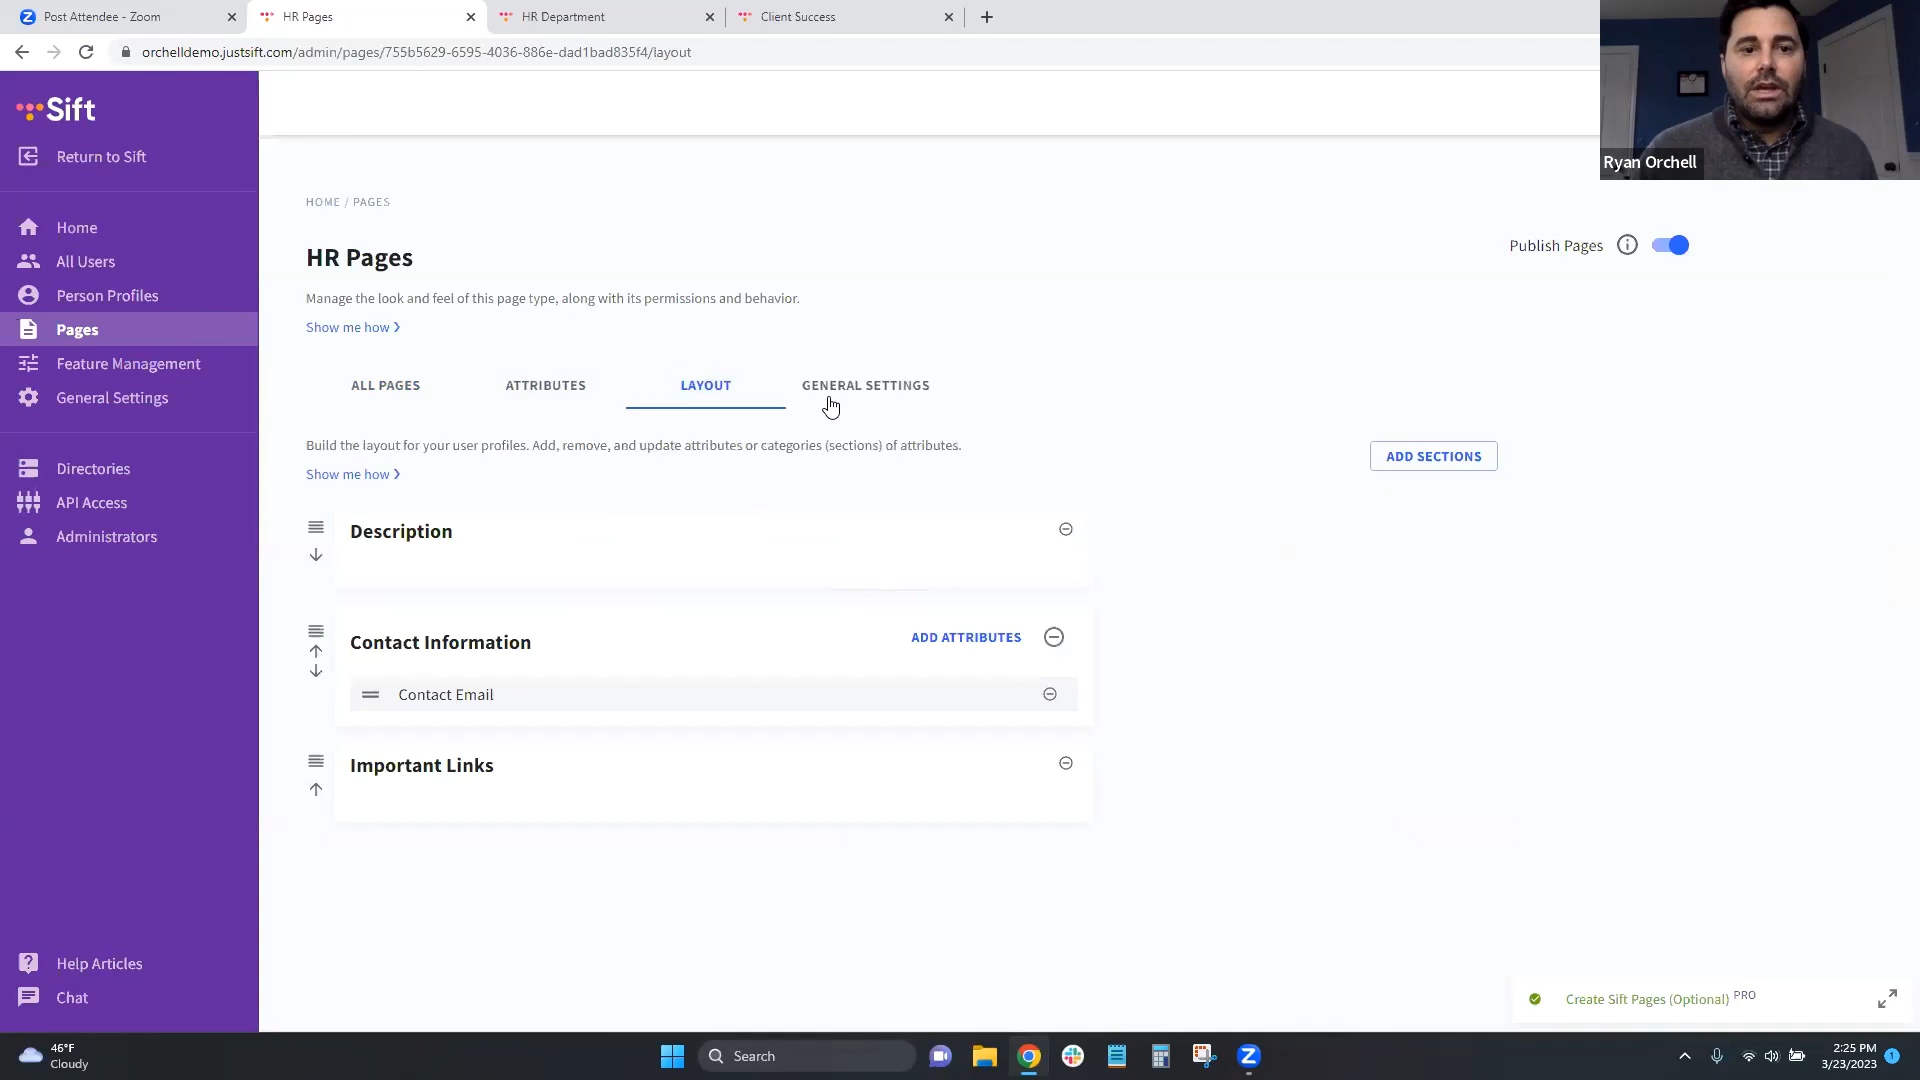 Post Attendee - Zoom
HR Pages
HR Department
Client Success
orchelldemo.justsift.com/admin/pages/755b5629-6595-4036-886e-dad1bad835f4/layout
Ryan Orchell
Sift
Return to Sift
Home
All Users
Person Profiles
Pages
Feature Management
General Settings
Directories
API Access
Administrators
Help Articles
Chat
HOME / PAGES
HR Pages
Publish Pages
Manage the look and feel of this page type, along with its permissions and behavior.
Show me how
ALL PAGES
ATTRIBUTES
LAYOUT
GENERAL SETTINGS
Build the layout for your user profiles. Add, remove, and update attributes or categories (sections) of attributes.
Show me how
ADD SECTIONS
Description
Contact Information
ADD ATTRIBUTES
Contact Email
Important Links
Create Sift Pages (Optional) PRO
46°F
Cloudy
Search
2:25 PM
3/23/2023
1